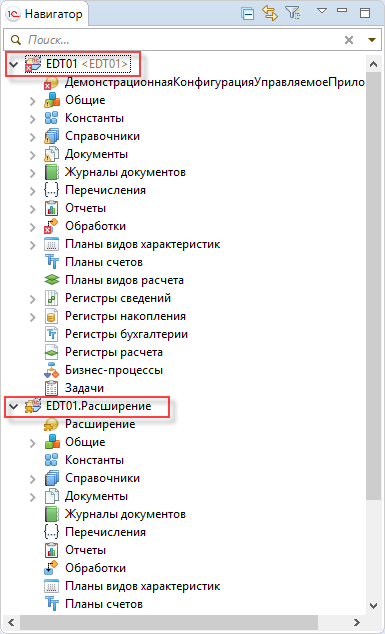 1С Навигатор
Поиск...
EDT01 <EDT01>
ДемонстрационнаяКонфигурацияУправляемоеПрило
Общие
Константы
Справочники
Документы
Журналы документов
Перечисления
Отчеты
Обработки
Планы видов характеристик
Планы счетов
Планы видов расчета
Регистры сведений
Регистры накопления
Регистры бухгалтерии
Регистры расчета
Бизнес-процессы
Задачи
EDT01.Расширение
Расширение
Общие
Константы
Справочники
Документы
Журналы документов
Перечисления
Отчеты
Обработки
Планы видов характеристик
Планы счетов